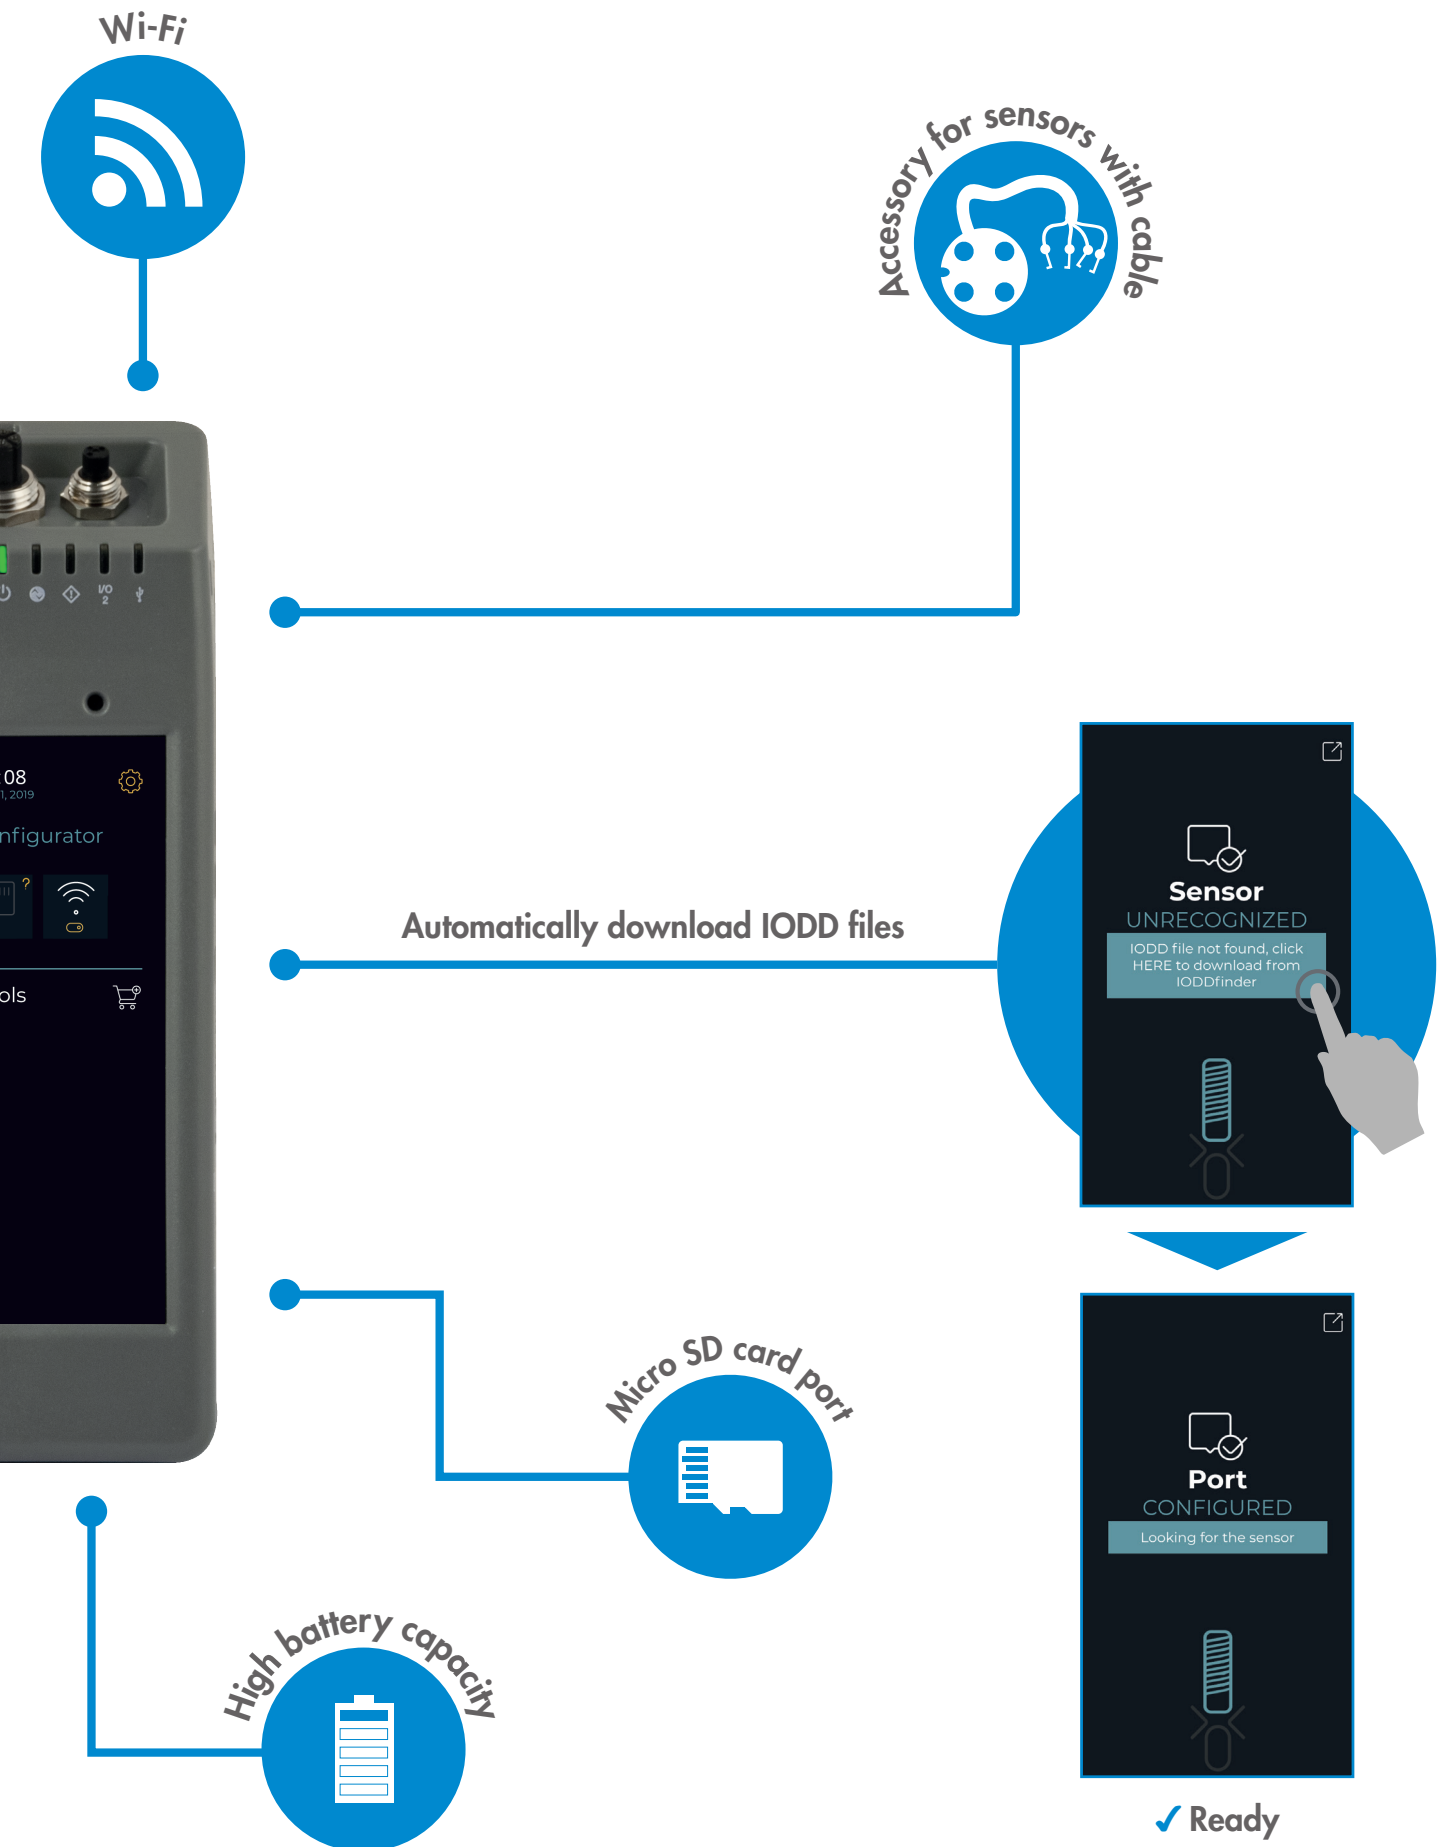 Wi-Fi
Accessory for sensors with cable
I/O
2
08
1, 2019
nfigurator
?
ols
Automatically download IODD files
Sensor
UNRECOGNIZED
IODD file not found, click
HERE to download from
IODDfinder
Micro SD card port
Port
CONFIGURED
Looking for the sensor
High battery capacity
Ready